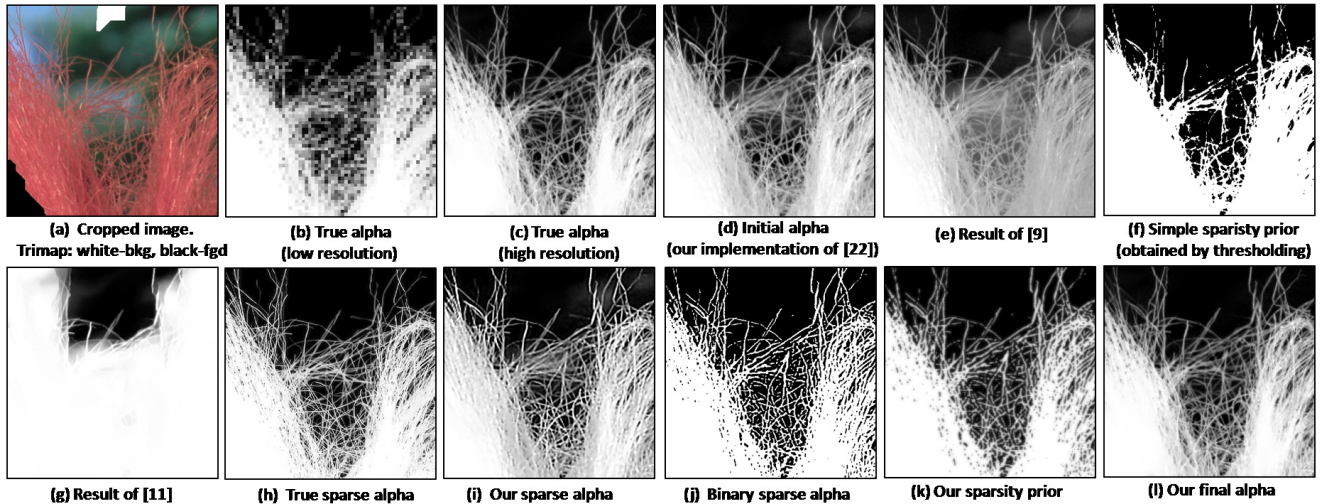 (a) Cropped image.
Trimap: white-bkg, black-fgd
(b) True alpha
(low resolution)
(c) True alpha
(high resolution)
(d) Initial alpha
(our implementation of [22])
(e) Result of [9]
(f) Simple sparisty prior
(obtained by thresholding)
(g) Result of [11]
(h) True sparse alpha
(i) Our sparse alpha
(j) Binary sparse alpha
(k) Our sparsity prior
(l) Our final alpha